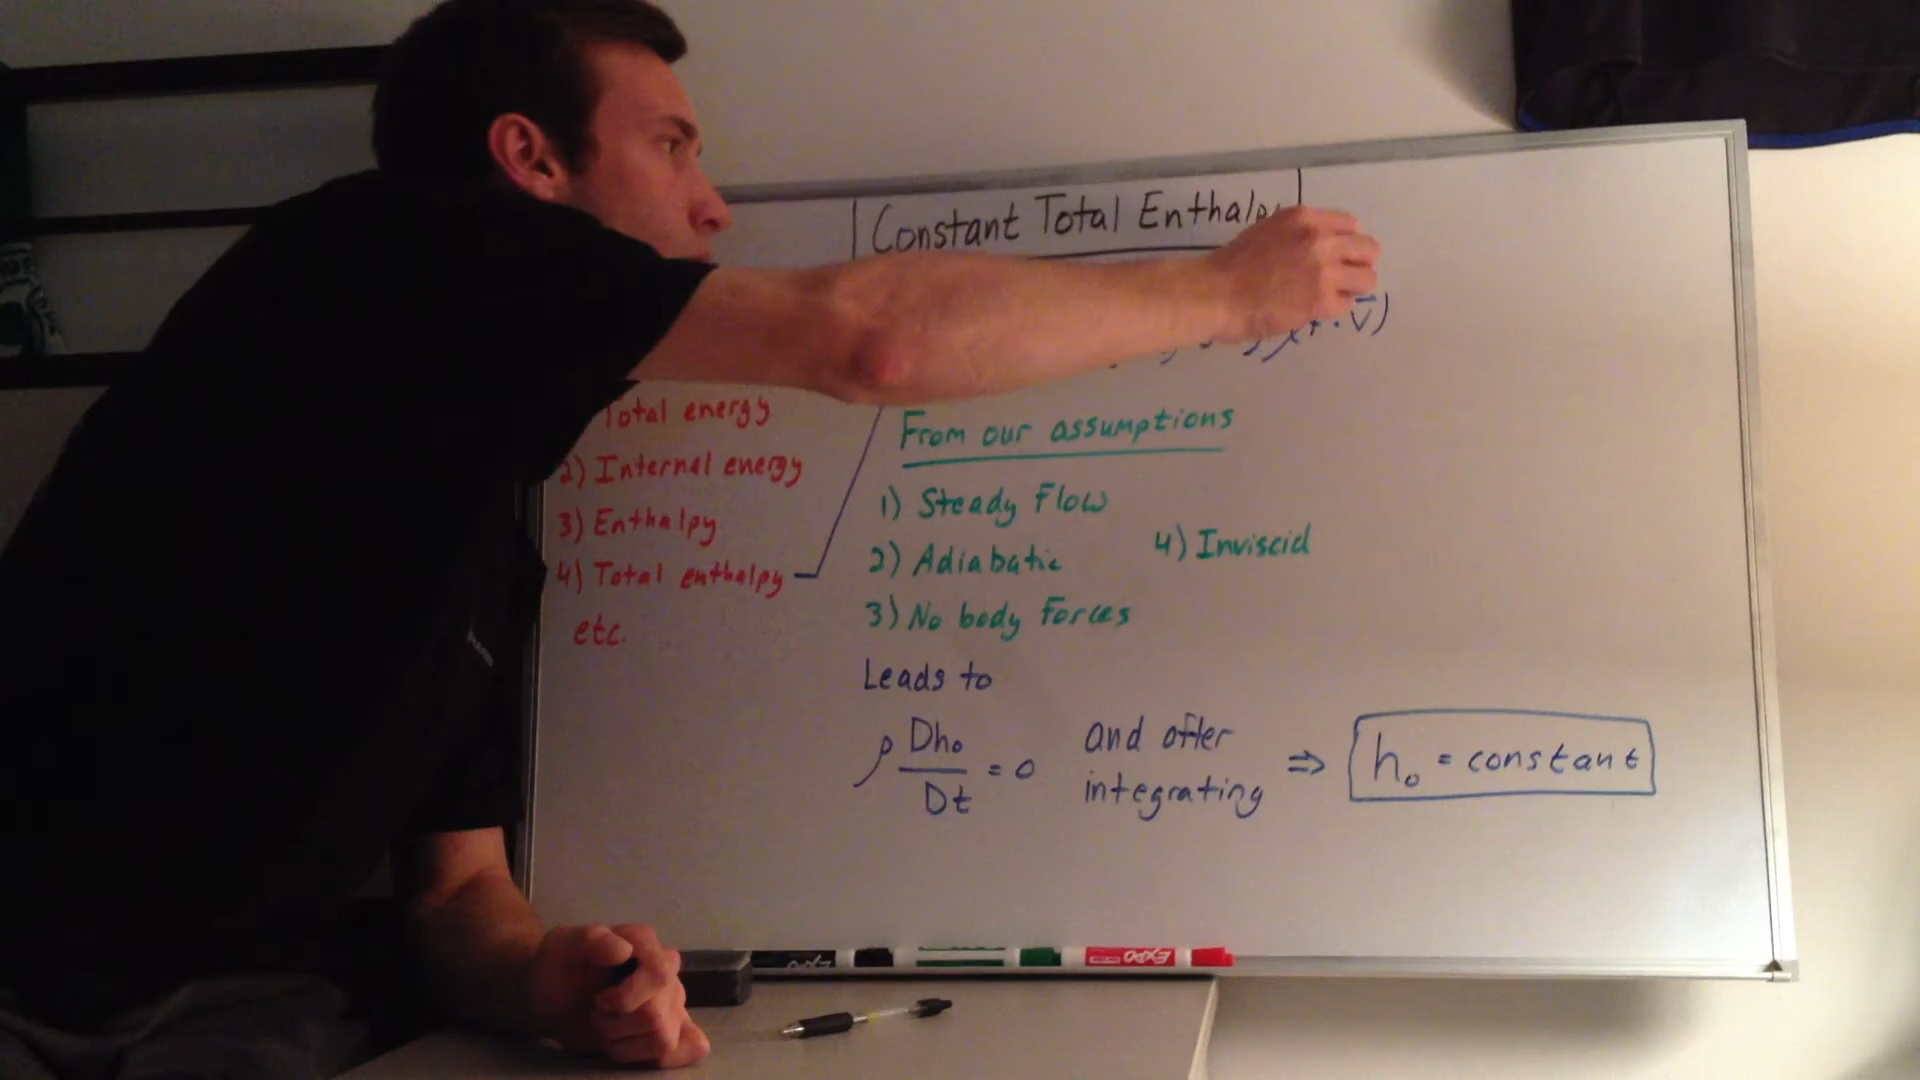 Constant Total Enthalpy
· v⃗)
Total energy
2) Internal energy
3) Enthalpy
4) Total enthalpy
etc.
From our assumptions
1) Steady Flow
2) Adiabatic
4) Inviscid
3) No body Forces
Leads to
ρ Dh₀/Dt = 0
and after
integrating
⇒ h₀ = constant
EXPO
EXPO